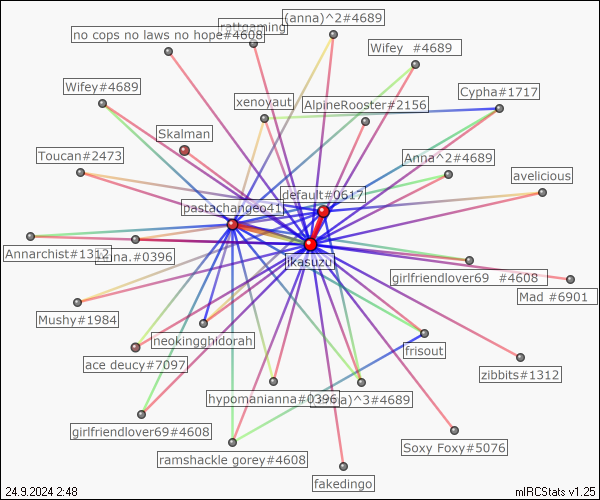 (anna)^2#4689
rattgaming
no cops no laws no hope#4608
Wifey #4689
Wifey#4689
Cypha#1717
xenoyaut
AlpineRooster#2156
Skalman
Toucan#2473
Anna^2#4689
avelicious
default#0617
pastachangeo41
Annarchist#1312
#0396
ikasuzu
girlfriendlover69 #4608
Mad #6901
Mushy#1984
neokingghidorah
frisout
ace deucy#7097
zibbits#1312
hypomanianna#0396
)^3#4689
girlfriendlover69#4608
Soxy Foxy#5076
ramshackle gorey#4608
fakedingo
24.9.2024 2:48
mIRCStats v1.25